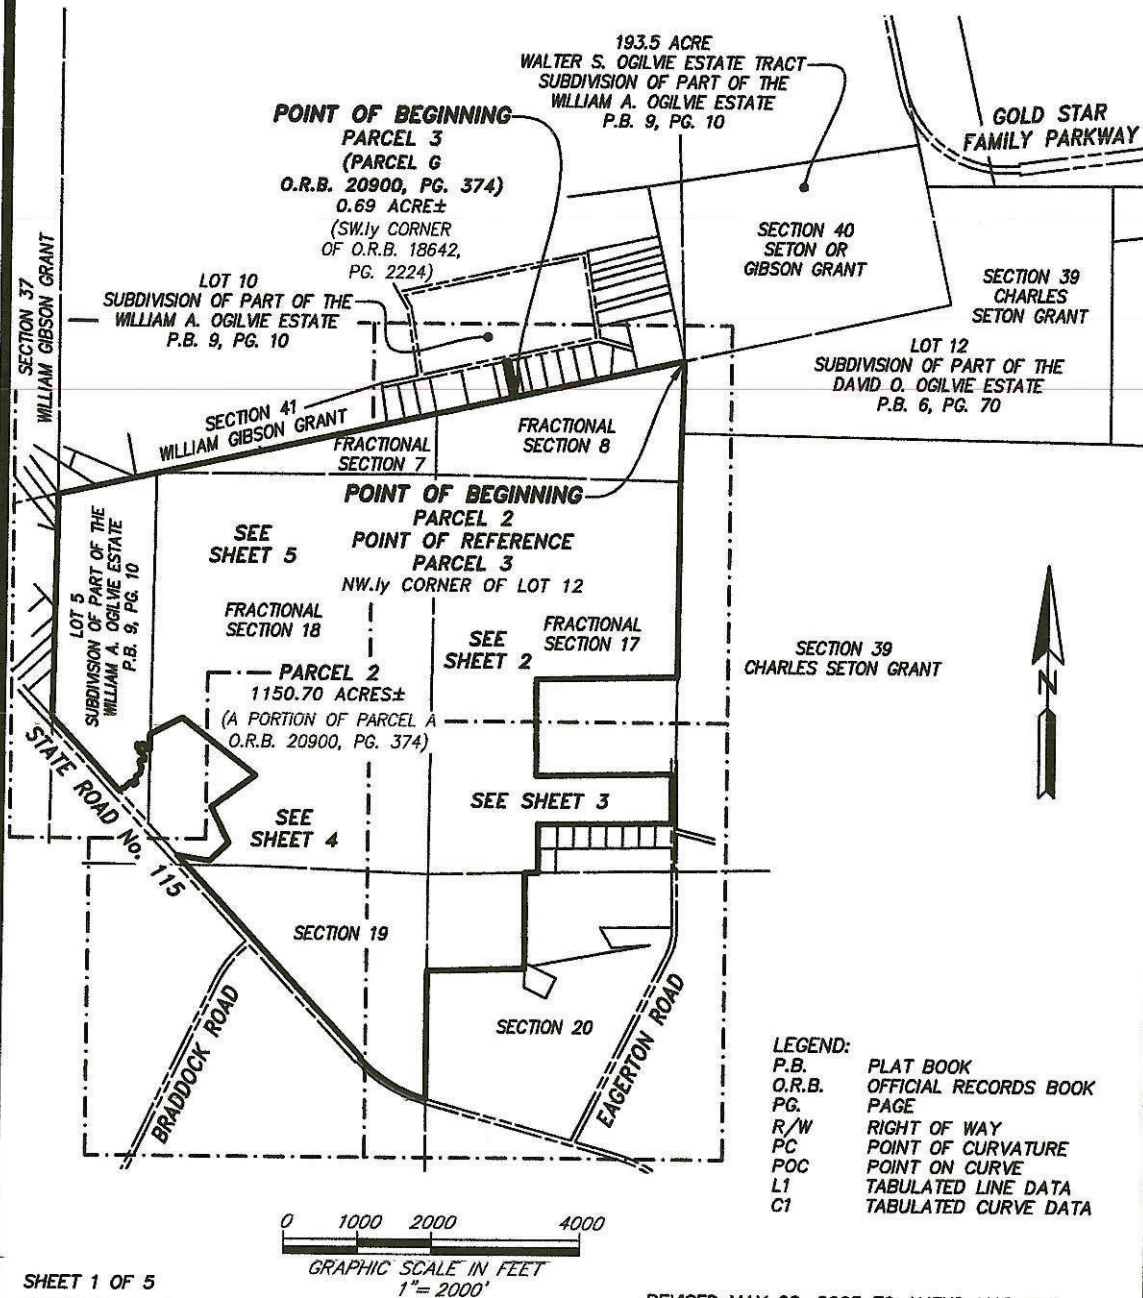 193.5 ACRE
WALTER S. OGILVIE ESTATE TRACT
SUBDIVISION OF PART OF THE
WILLIAM A. OGILVIE ESTATE
P.B. 9, PG. 10
GOLD STAR
FAMILY PARKWAY
POINT OF BEGINNING
PARCEL 3
(PARCEL G
O.R.B. 20900, PG. 374)
0.69 ACRE±
(SW.ly CORNER
OF O.R.B. 18642,
PG. 2224)
SECTION 37
WILLIAM GIBSON GRANT
LOT 10
SUBDIVISION OF PART OF THE
WILLIAM A. OGILVIE ESTATE
P.B. 9, PG. 10
SECTION 40
SETON OR
GIBSON GRANT
SECTION 39
CHARLES
SETON GRANT
LOT 12
SUBDIVISION OF PART OF THE
DAVID O. OGILVIE ESTATE
P.B. 6, PG. 70
SECTION 41
WILLIAM GIBSON GRANT
FRACTIONAL
SECTION 7
FRACTIONAL
SECTION 8
POINT OF BEGINNING
PARCEL 2
POINT OF REFERENCE
PARCEL 3
NW.ly CORNER OF LOT 12
SEE
SHEET 5
LOT 5
SUBDIVISION OF PART OF THE
WILLIAM A. OGILVIE ESTATE
P.B. 9, PG. 10
FRACTIONAL
SECTION 18
SEE
SHEET 2
FRACTIONAL
SECTION 17
SECTION 39
CHARLES SETON GRANT
N
PARCEL 2
1150.70 ACRES±
(A PORTION OF PARCEL A
O.R.B. 20900, PG. 374)
STATE ROAD No. 115
SEE SHEET 3
SEE
SHEET 4
SECTION 19
BRADDOCK ROAD
SECTION 20
EAGERTON ROAD
LEGEND:
P.B. PLAT BOOK
O.R.B. OFFICIAL RECORDS BOOK
PG. PAGE
R/W RIGHT OF WAY
PC POINT OF CURVATURE
POC POINT ON CURVE
L1 TABULATED LINE DATA
C1 TABULATED CURVE DATA
0 1000 2000 4000
GRAPHIC SCALE IN FEET
1"= 2000'
SHEET 1 OF 5